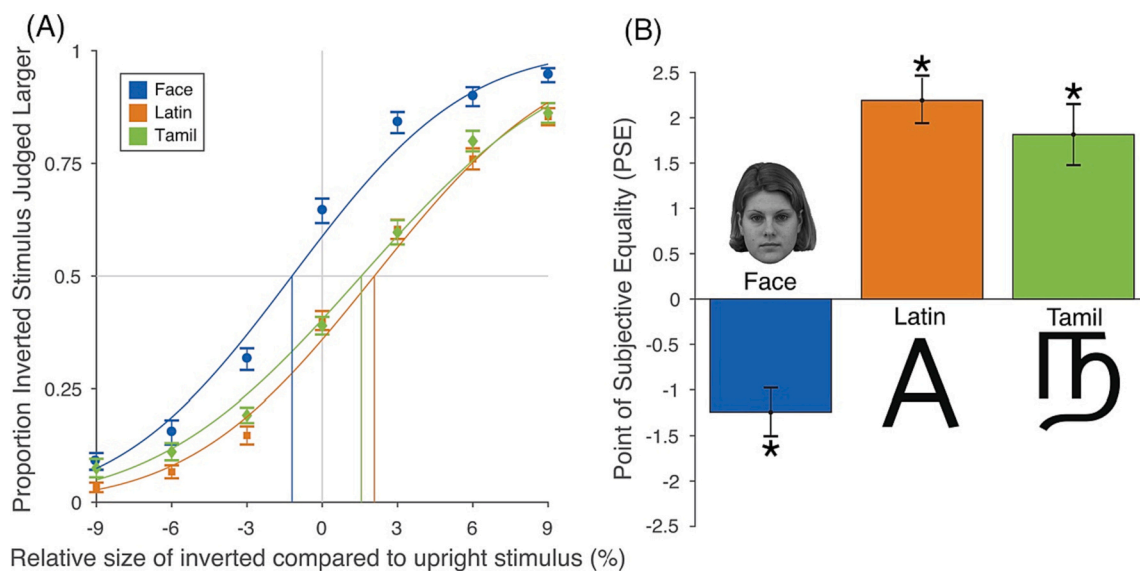 (A)
Proportion Inverted Stimulus Judged Larger
1
0.75
0.5
0.25
0
Face
Latin
Tamil
-9 -6 -3 0 3 6 9
Relative size of inverted compared to upright stimulus (%)
(B)
Point of Subjective Equality (PSE)
2.5
2
1.5
1
0.5
0
-0.5
-1
-1.5
-2
-2.5
*
*
*
Face
Latin
Tamil
A